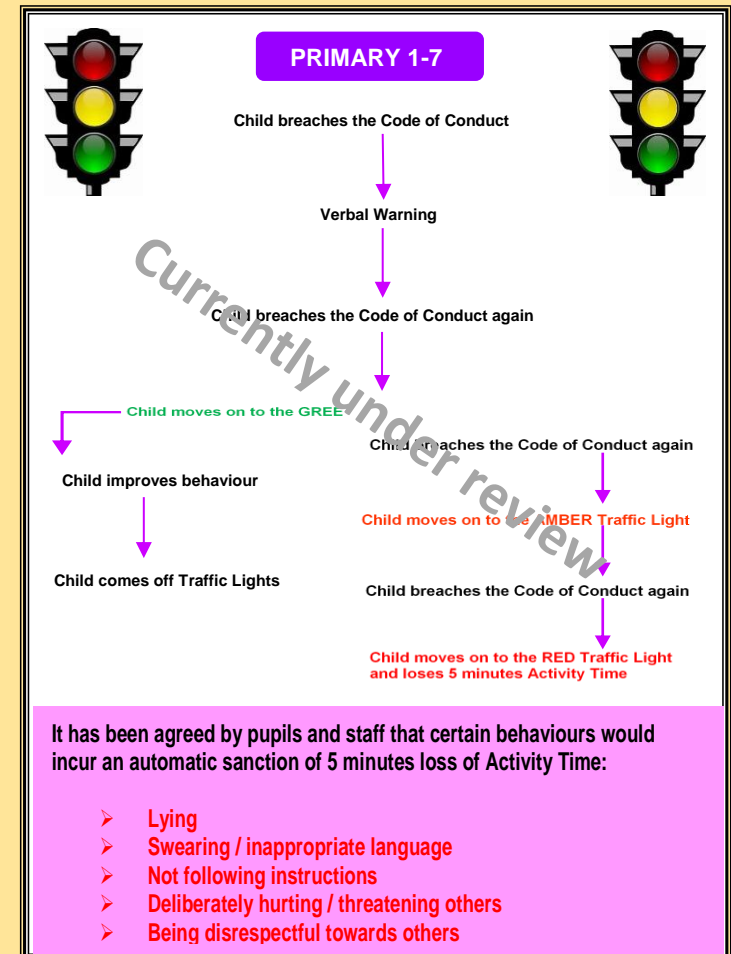 PRIMARY 1-7
Child breaches the Code of Conduct
Verbal Warning
Currently under review
Child breaches the Code of Conduct again
Child moves on to the GREE
Child improves behaviour
Child comes off Traffic Lights
Child breaches the Code of Conduct again
Child moves on to the AMBER Traffic Light
Child breaches the Code of Conduct again
Child moves on to the RED Traffic Light
and loses 5 minutes Activity Time
It has been agreed by pupils and staff that certain behaviours would
incur an automatic sanction of 5 minutes loss of Activity Time:
➢ Lying
➢ Swearing / inappropriate language
➢ Not following instructions
➢ Deliberately hurting / threatening others
➢ Being disrespectful towards others